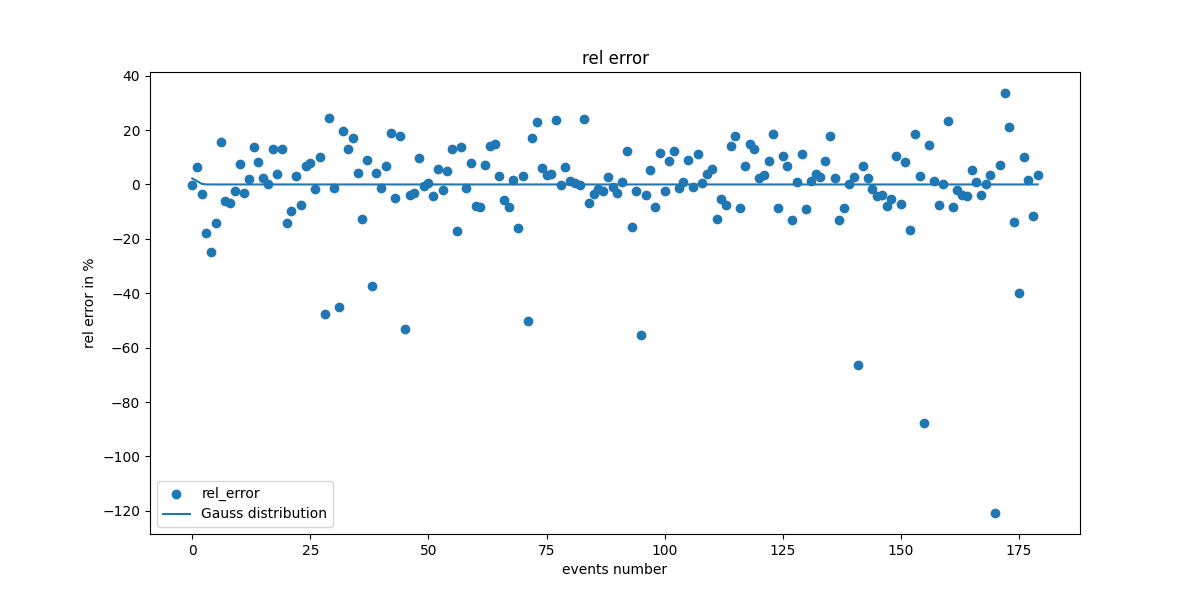 rel error
40
20
0
−20
−40
−60
−80
−100
−120
rel error in %
rel_error
Gauss distribution
0 25 50 75 100 125 150 175
events number